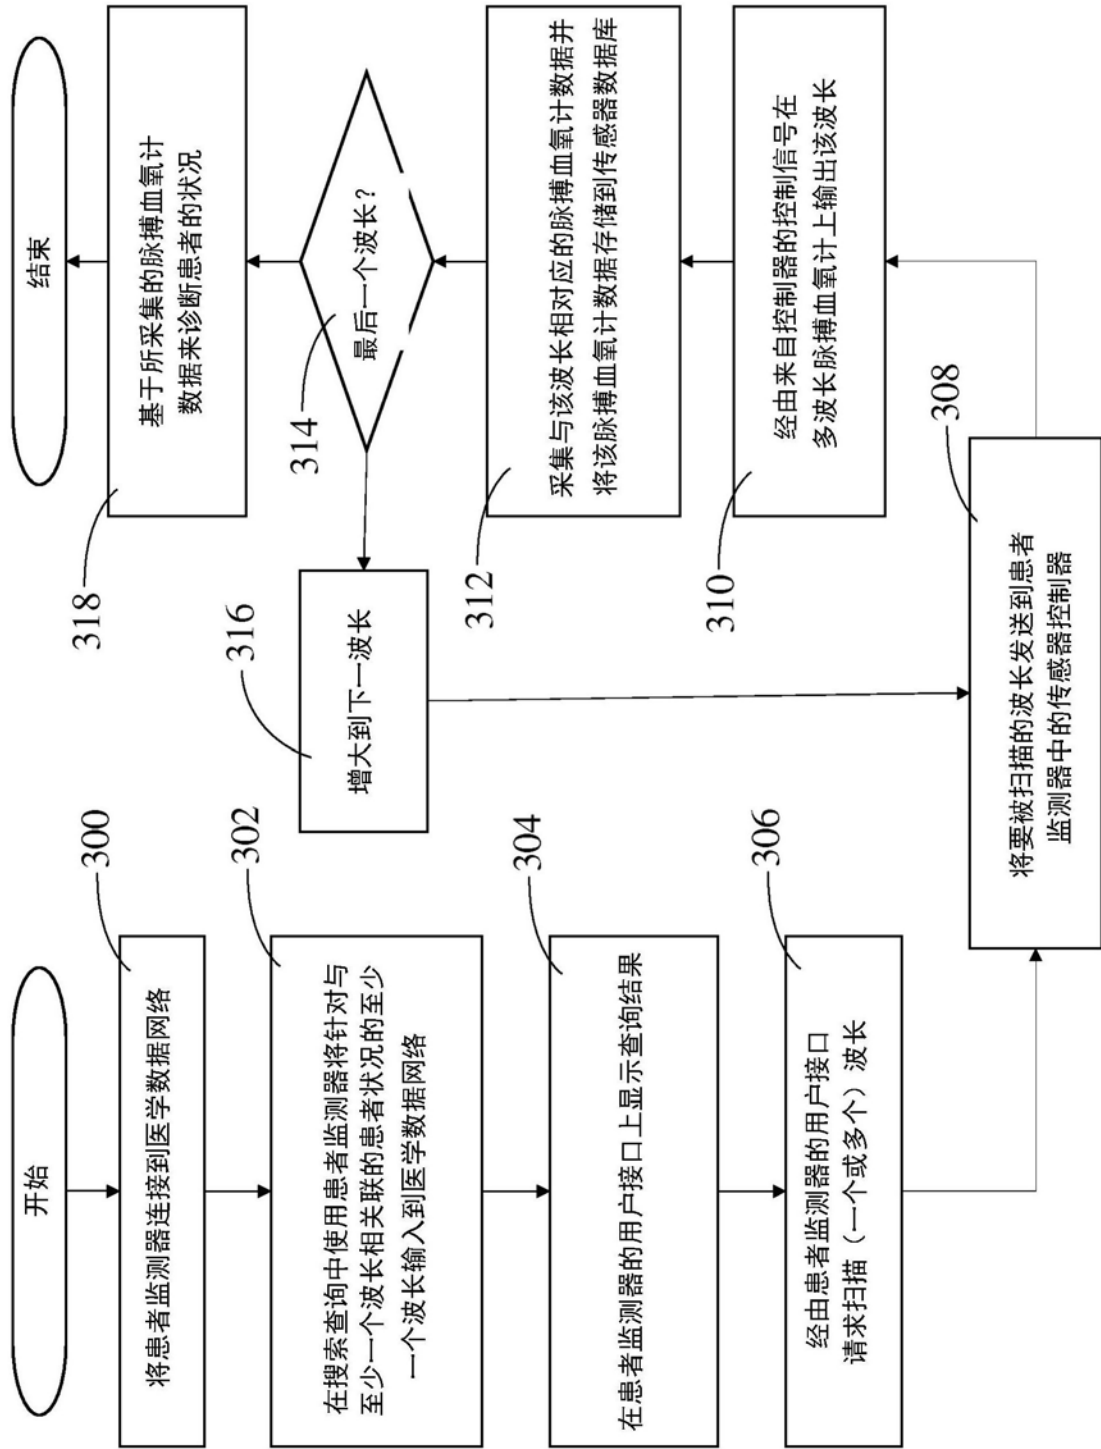 开始
将患者监测器连接到医学数据网络
300
在搜索查询中使用患者监测器将针对与
至少一个波长相关联的患者状况的至少
一个波长输入到医学数据网络
302
在患者监测器的用户接口上显示查询结果
304
经由患者监测器的用户接口
请求扫描（一个或多个）波长
306
将要被扫描的波长发送到患者
监测器中的传感器控制器
308
经由来自控制器的控制信号在
多波长脉搏血氧计上输出该波长
310
采集与该波长相对应的脉搏血氧计数据并
将该脉搏血氧计数据存储到传感器数据库
312
最后一个波长?
314
增大到下一波长
316
基于所采集的脉搏血氧计
数据来诊断患者的状况
318
结束